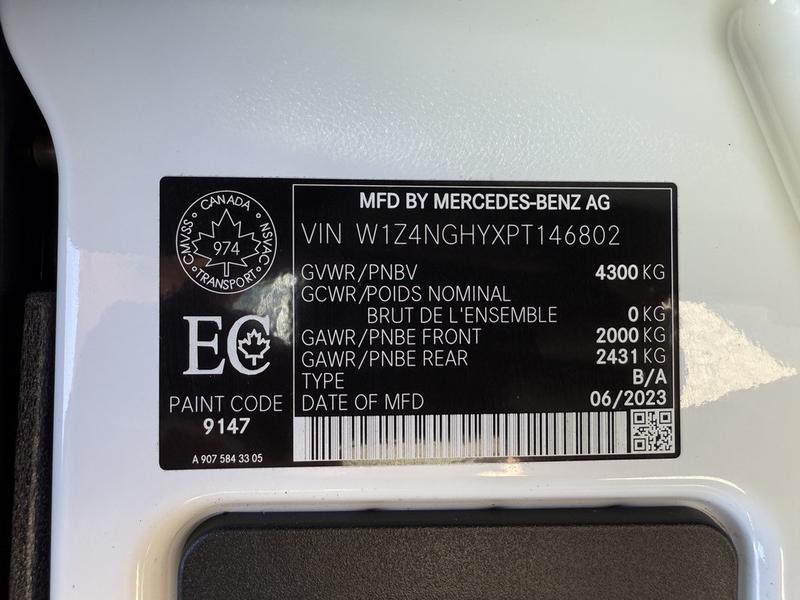 MFD BY MERCEDES-BENZ AG
CANADA
CMVSS · NSVAC
974
TRANSPORT
VIN W1Z4NGHYXPT146802
GVWR/PNBV 4300 KG
GCWR/POIDS NOMINAL
BRUT DE L'ENSEMBLE 0 KG
GAWR/PNBE FRONT 2000 KG
GAWR/PNBE REAR 2431 KG
TYPE B/A
DATE OF MFD 06/2023
EC
PAINT CODE
9147
A 907 584 33 05